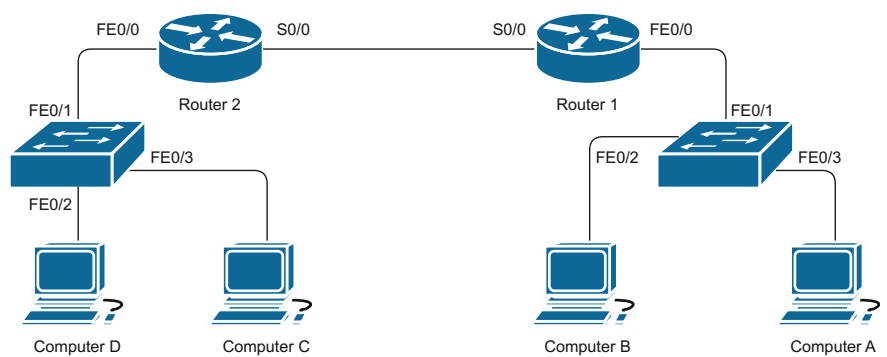 FE0/0
S0/0
S0/0
FE0/0
Router 2
Router 1
FE0/1
FE0/1
FE0/3
FE0/2
FE0/3
FE0/2
Computer D
Computer C
Computer B
Computer A